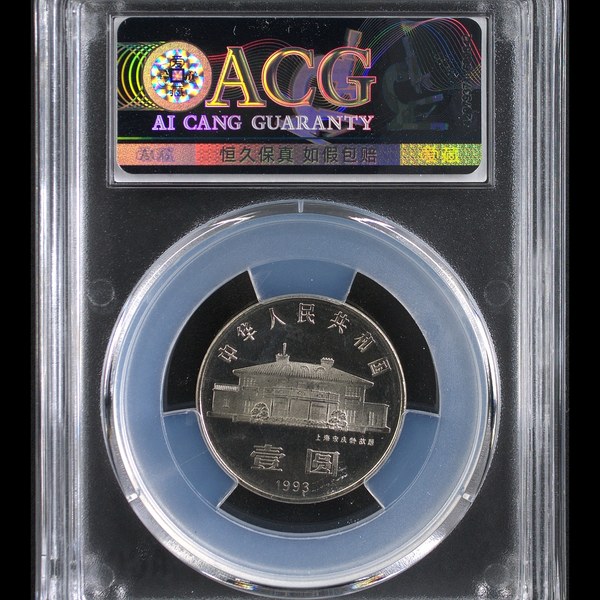 ACG
AI CANG GUARANTY
恒久保真 如假包赔
中华人民共和国
上海宋庆龄故居
壹圆
1993